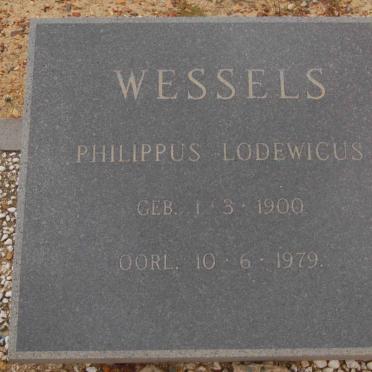 WESSELS
PHILIPPUS LODEWICUS
GEB. 1·3·1900
OORL. 10·6·1979.